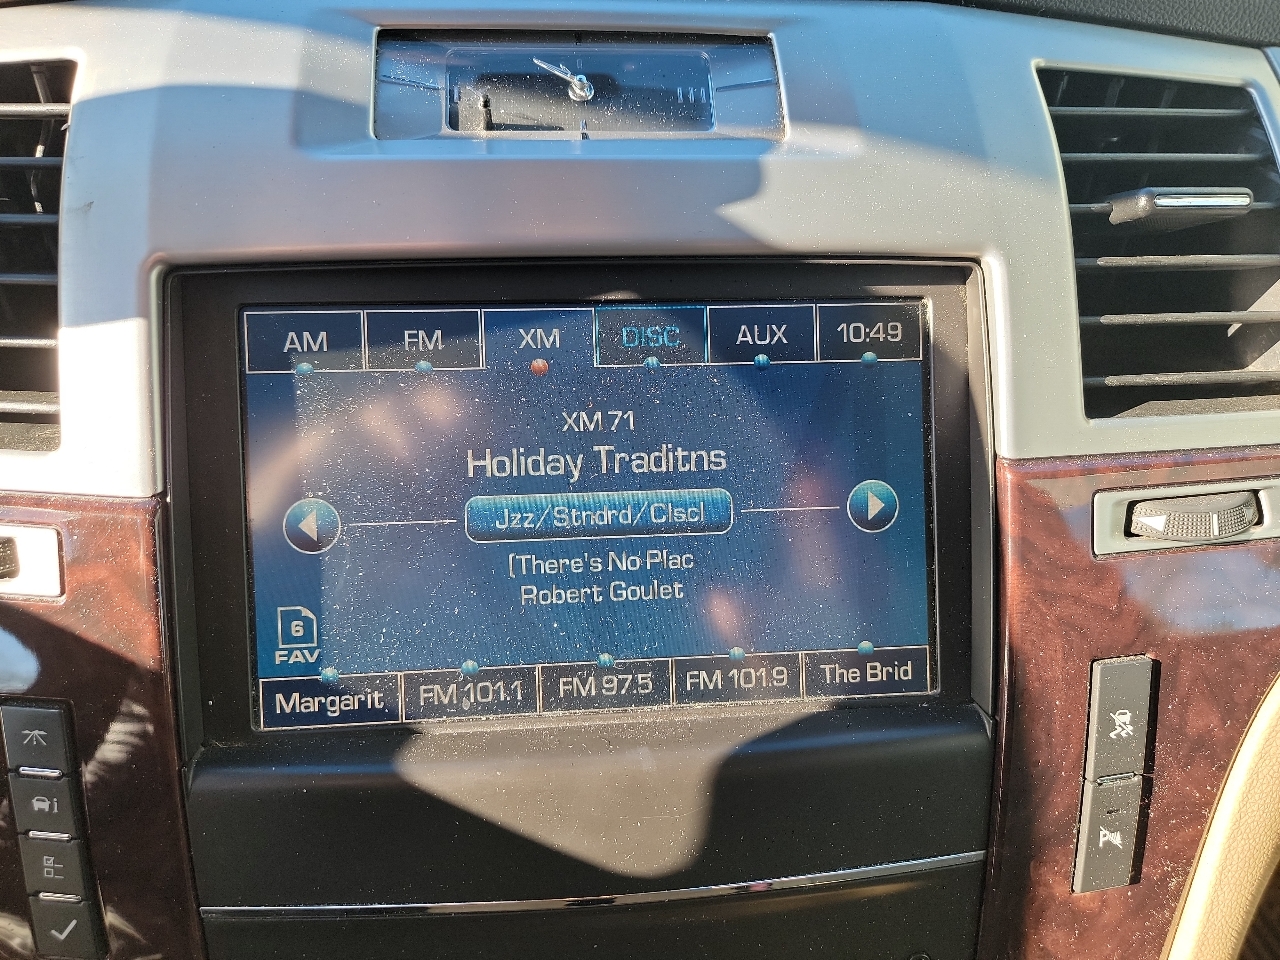 AM FM XM DISC AUX 10:49
XM 71
Holiday Traditns
Jzz/Stndrd/Clscl
(There's No Plac
Robert Goulet
6
FAV
Margarit FM 101.1 FM 97.5 FM 101.9 The Brid
i
P